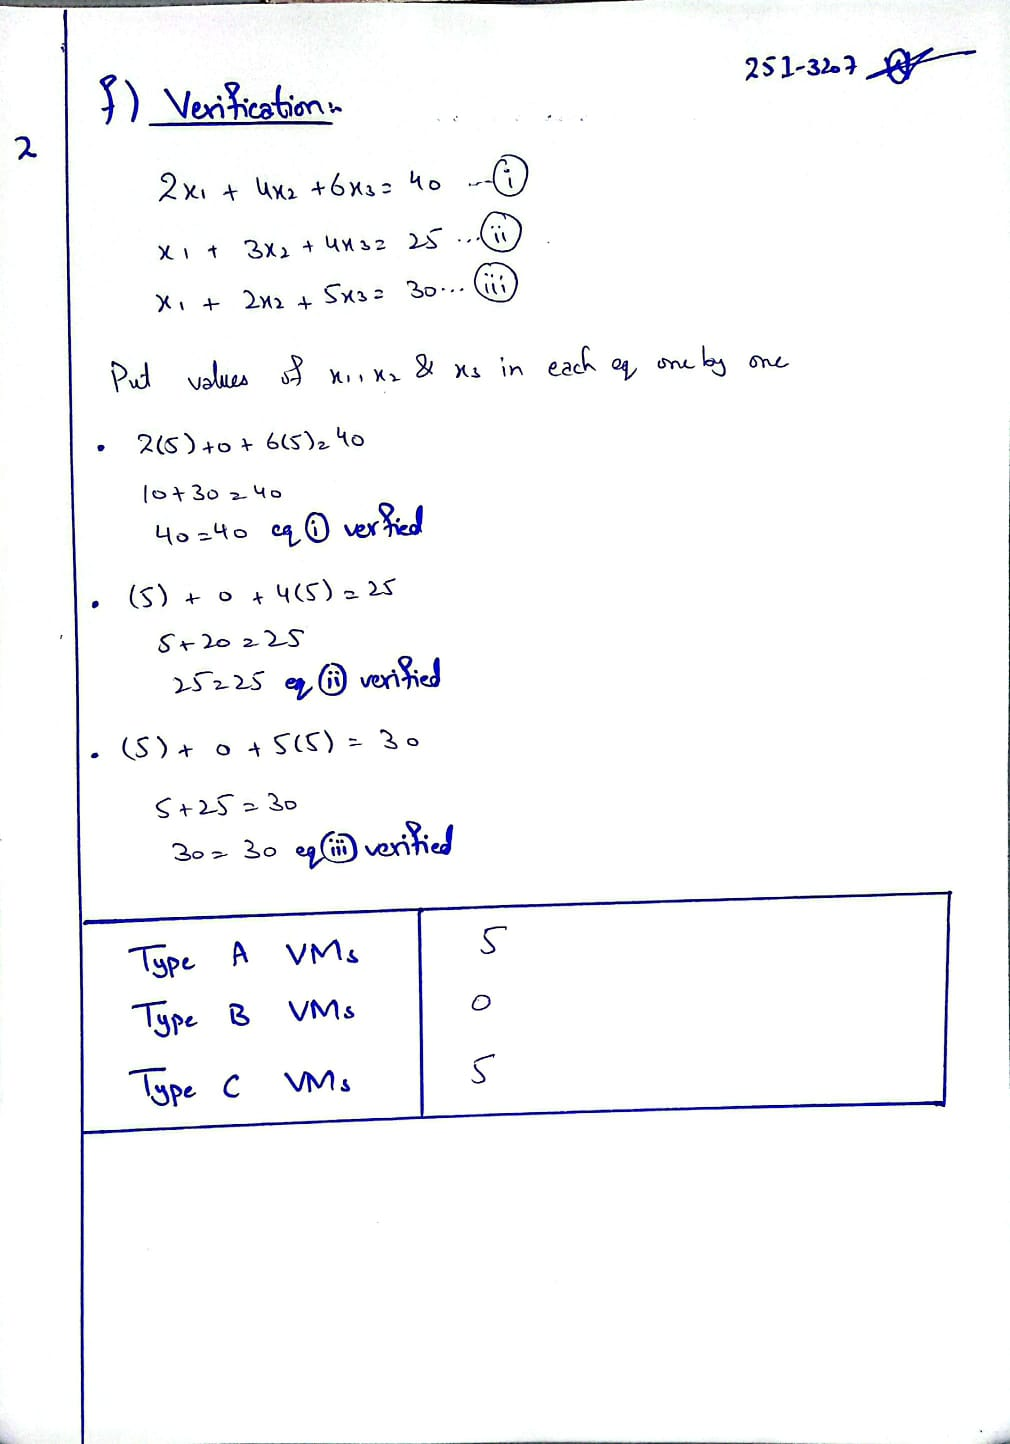 251-3207
f) Verification:-
2
2x1 + 4x2 + 6x3 = 40 --- (i)
x1 + 3x2 + 4x3 = 25 ... (ii)
x1 + 2x2 + 5x3 = 30 ... (iii)
Put values of x1, x2 & x3 in each eq one by one
• 2(5) + 0 + 6(5) = 40
10 + 30 = 40
40 = 40 eq (i) verfied
• (5) + 0 + 4(5) = 25
5 + 20 = 25
25 = 25 eq (ii) verified
• (5) + 0 + 5(5) = 30
5 + 25 = 30
30 = 30 eq (iii) verified
Type A VMs 5
Type B VMs 0
Type C VMs 5